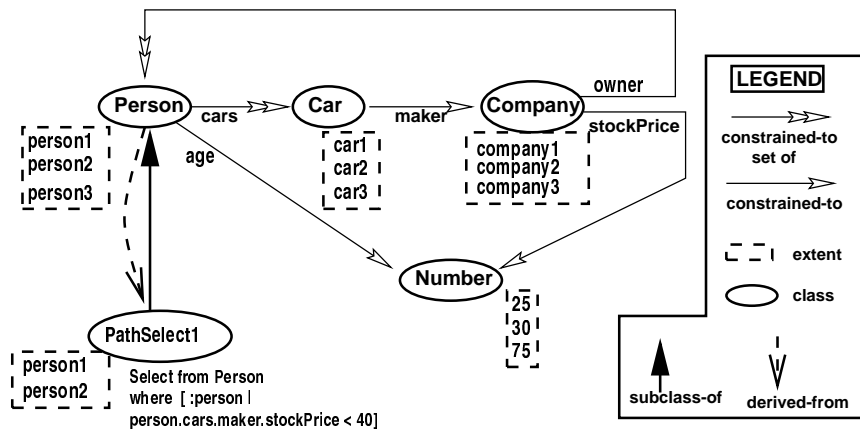 Person
cars
Car
maker
Company
owner
stockPrice
person1
person2
person3
age
car1
car2
car3
company1
company2
company3
Number
25
30
75
PathSelect1
person1
person2
Select from Person
where [ :person |
person.cars.maker.stockPrice < 40]
LEGEND
constrained-to
set of
constrained-to
extent
class
subclass-of
derived-from